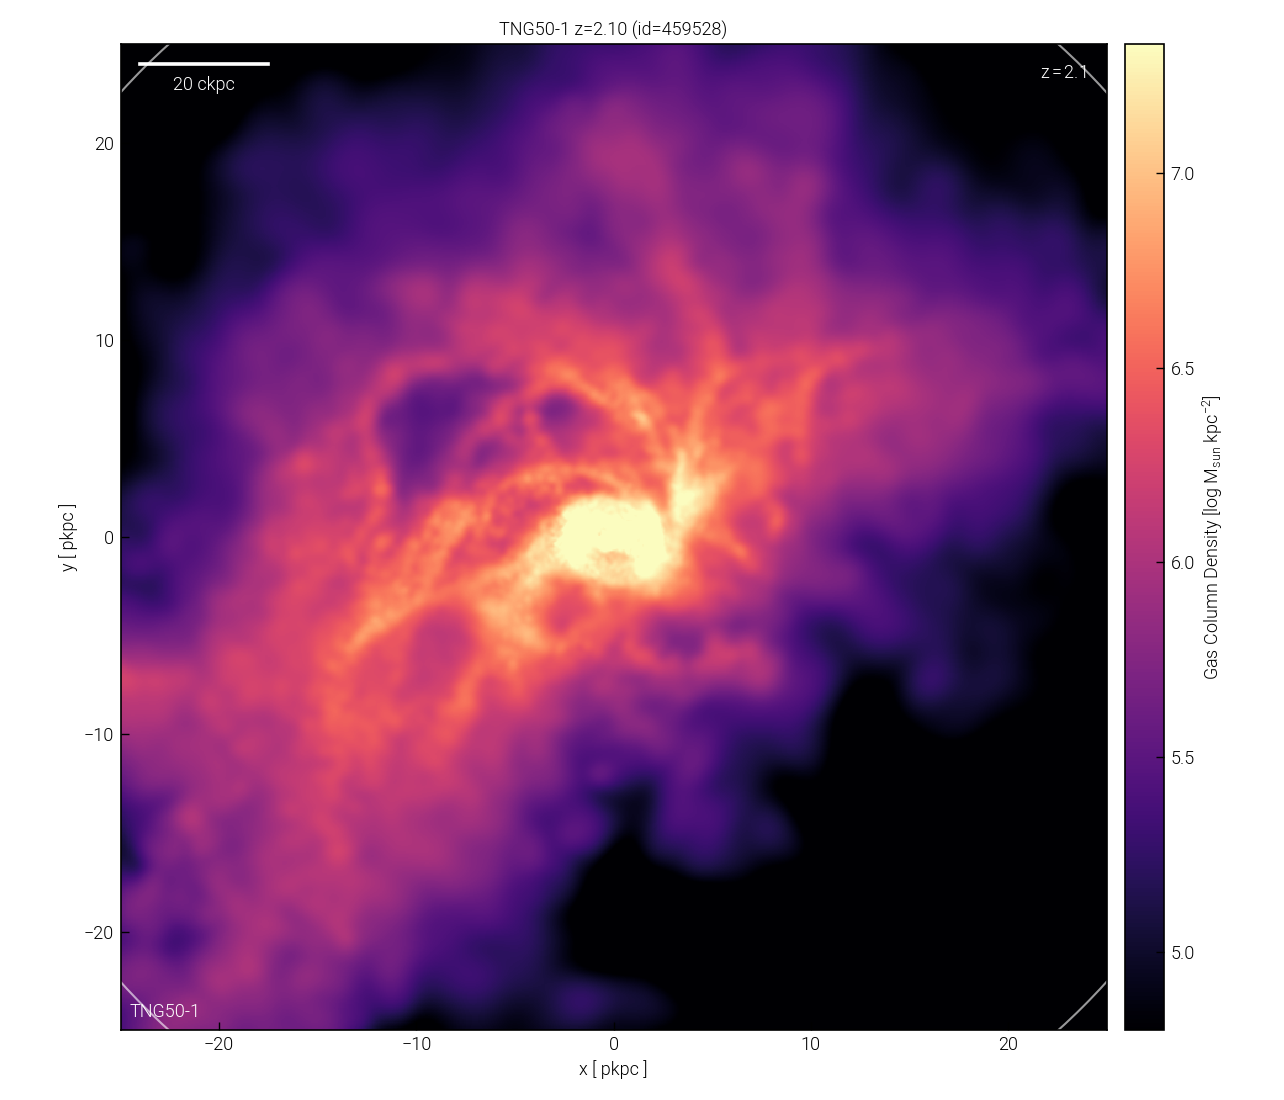 TNG50-1 z=2.10 (id=459528)
20 ckpc
z=2.1
20
10
0
−10
−20
y [ pkpc ]
TNG50-1
−20
−10
0
10
20
x [ pkpc ]
7.0
6.5
6.0
5.5
5.0
Gas Column Density [log M_sun kpc⁻²]